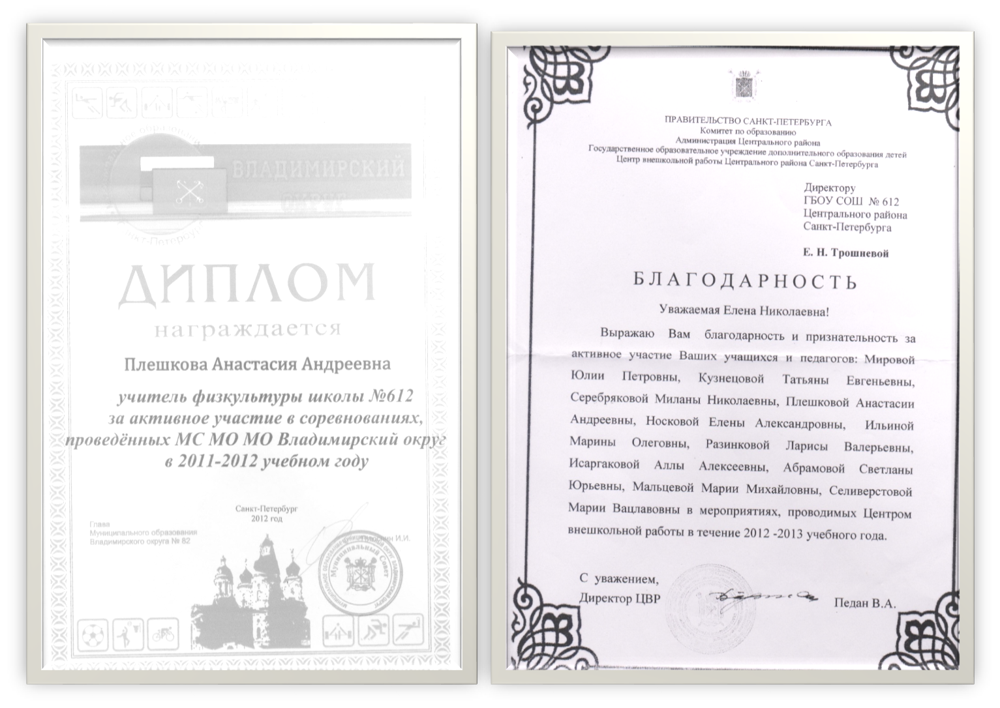 ВЛАДИМИРСКИЙ
ОКРУГ
ДИПЛОМ
награждается
Плешкова Анастасия Андреевна
учитель физкультуры школы №612
за активное участие в соревнованиях,
проведённых МС МО МО Владимирский округ
в 2011-2012 учебном году
Санкт-Петербург
2012 год
Глава
Муниципального образования
Владимирского округа № 82
И.И.
Муниципальный Совет
ПРАВИТЕЛЬСТВО САНКТ-ПЕТЕРБУРГА
Комитет по образованию
Администрация Центрального района
Государственное образовательное учреждение дополнительного образования детей
Центр внешкольной работы Центрального района Санкт-Петербурга
Директору
ГБОУ СОШ № 612
Центрального района
Санкт-Петербурга
Е. Н. Трошневой
БЛАГОДАРНОСТЬ
Уважаемая Елена Николаевна!
Выражаю Вам благодарность и признательность за
активное участие Ваших учащихся и педагогов: Мировой
Юлии Петровны, Кузнецовой Татьяны Евгеньевны,
Серебряковой Миланы Николаевны, Плешковой Анастасии
Андреевны, Носковой Елены Александровны, Ильиной
Марины Олеговны, Разинковой Ларисы Валерьевны,
Исаргаковой Аллы Алексеевны, Абрамовой Светланы
Юрьевны, Мальцевой Марии Михайловны, Селиверстовой
Марии Вацлавовны в мероприятиях, проводимых Центром
внешкольной работы в течение 2012 -2013 учебного года.
С уважением,
Директор ЦВР
Педан В.А.